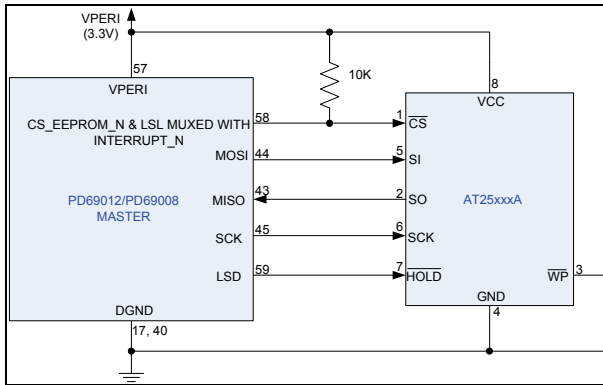 VPERI
(3.3V)
57
VPERI
10K
8
VCC
CS_EEPROM_N & LSL MUXED WITH
INTERRUPT_N
58
1
CS
MOSI
44
5
SI
PD69012/PD69008
MASTER
MISO
43
2
SO
AT25xxxA
SCK
45
6
SCK
LSD
59
7
HOLD
WP
3
DGND
17, 40
GND
4